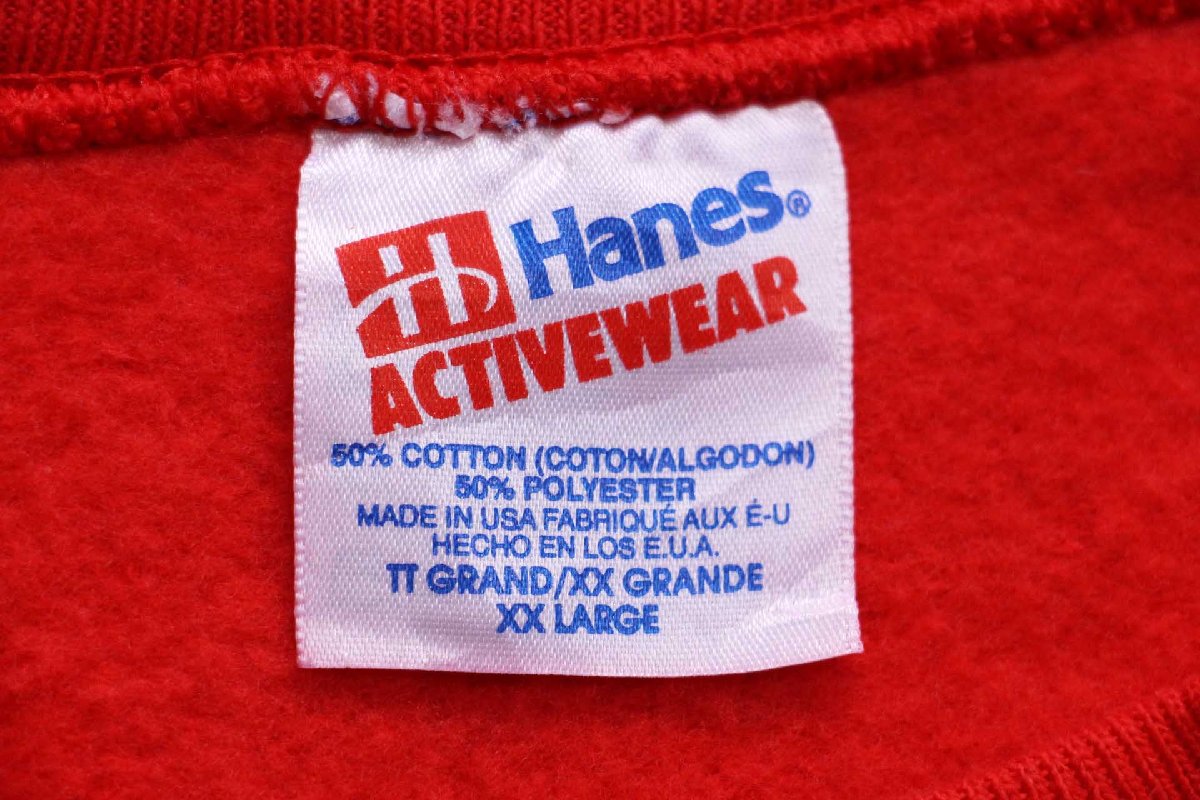 Hanes®
ACTIVEWEAR
50% COTTON (COTON/ALGODON)
50% POLYESTER
MADE IN USA FABRIQUÉ AUX É-U
HECHO EN LOS E.U.A.
TT GRAND/XX GRANDE
XX LARGE